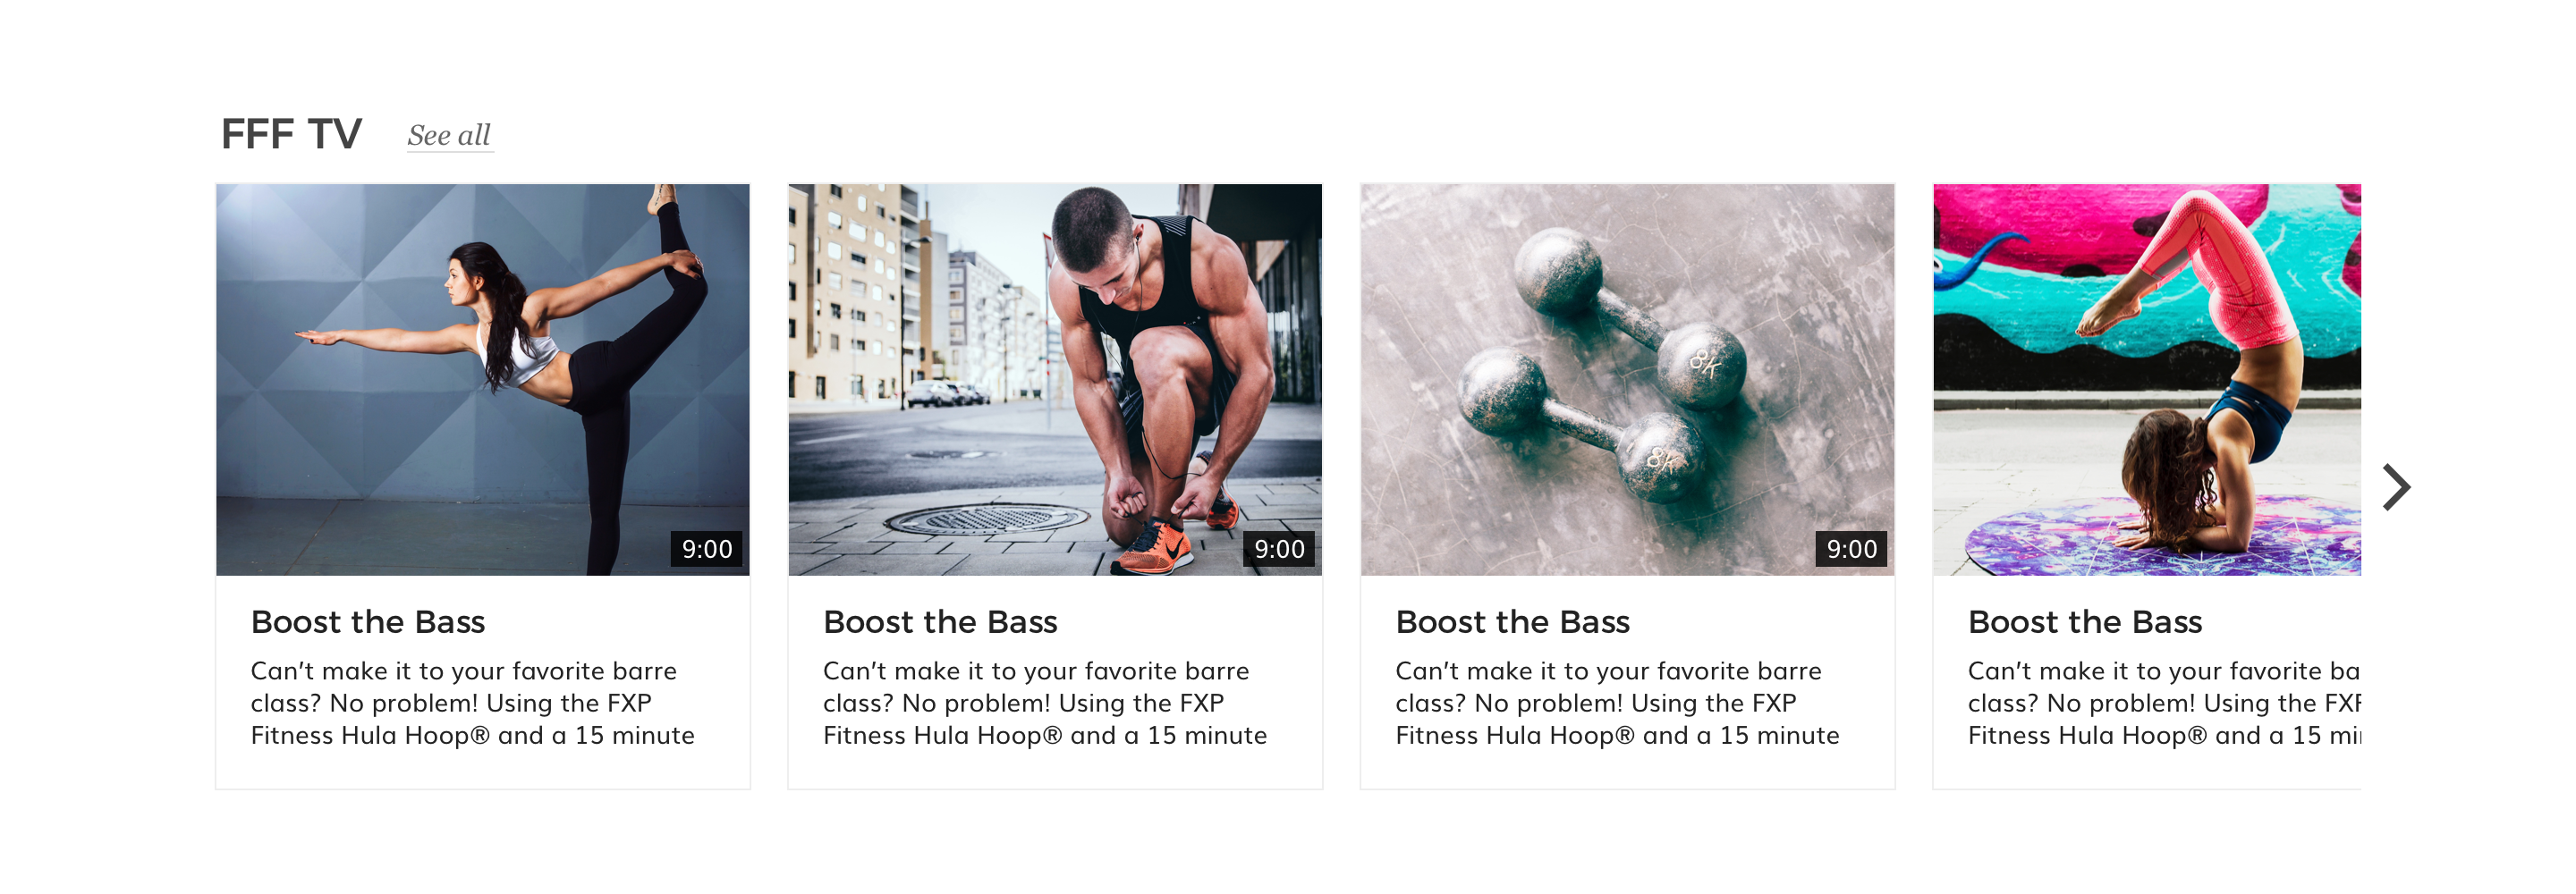 FFF TV See all
9:00
9:00
8K
8K
9:00
Boost the Bass
Can’t make it to your favorite barre
class? No problem! Using the FXP
Fitness Hula Hoop® and a 15 minute
Boost the Bass
Can’t make it to your favorite barre
class? No problem! Using the FXP
Fitness Hula Hoop® and a 15 minute
Boost the Bass
Can’t make it to your favorite barre
class? No problem! Using the FXP
Fitness Hula Hoop® and a 15 minute
Boost the Bass
Can’t make it to your favorite ba
class? No problem! Using the FXP
Fitness Hula Hoop® and a 15